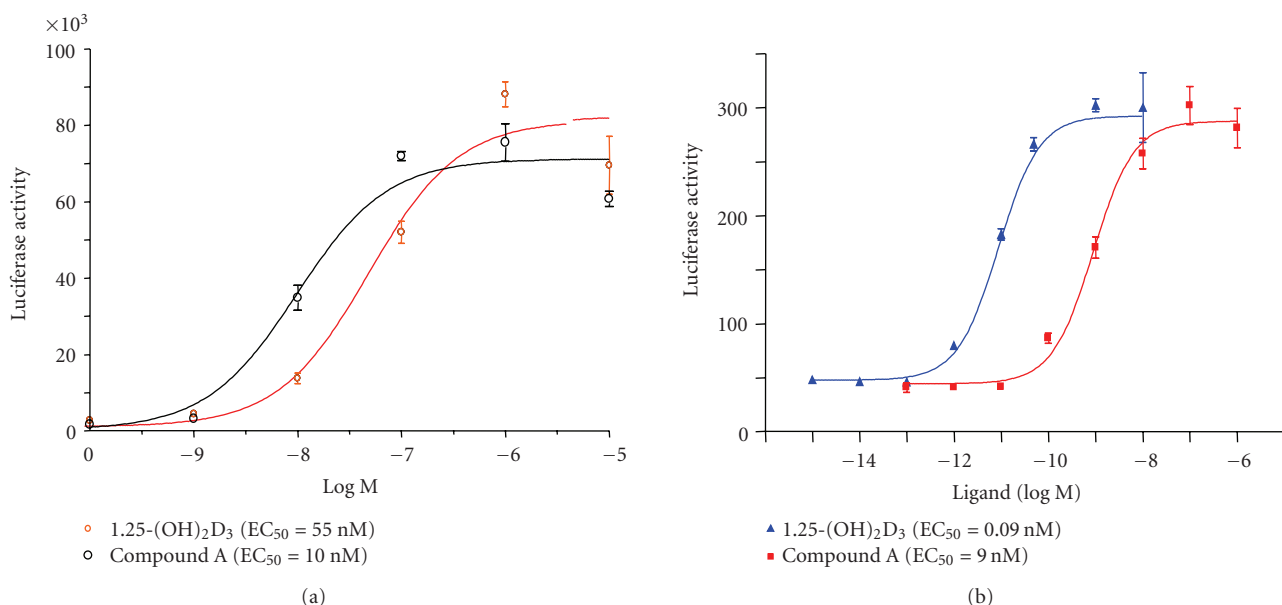 ×10³
100
80
60
40
20
0
Luciferase activity
0 −9 −8 −7 −6 −5
Log M
1.25-(OH)₂D₃ (EC₅₀ = 55 nM)
Compound A (EC₅₀ = 10 nM)
(a)
300
200
100
0
Luciferase activity
−14 −12 −10 −8 −6
Ligand (log M)
1.25-(OH)₂D₃ (EC₅₀ = 0.09 nM)
Compound A (EC₅₀ = 9 nM)
(b)